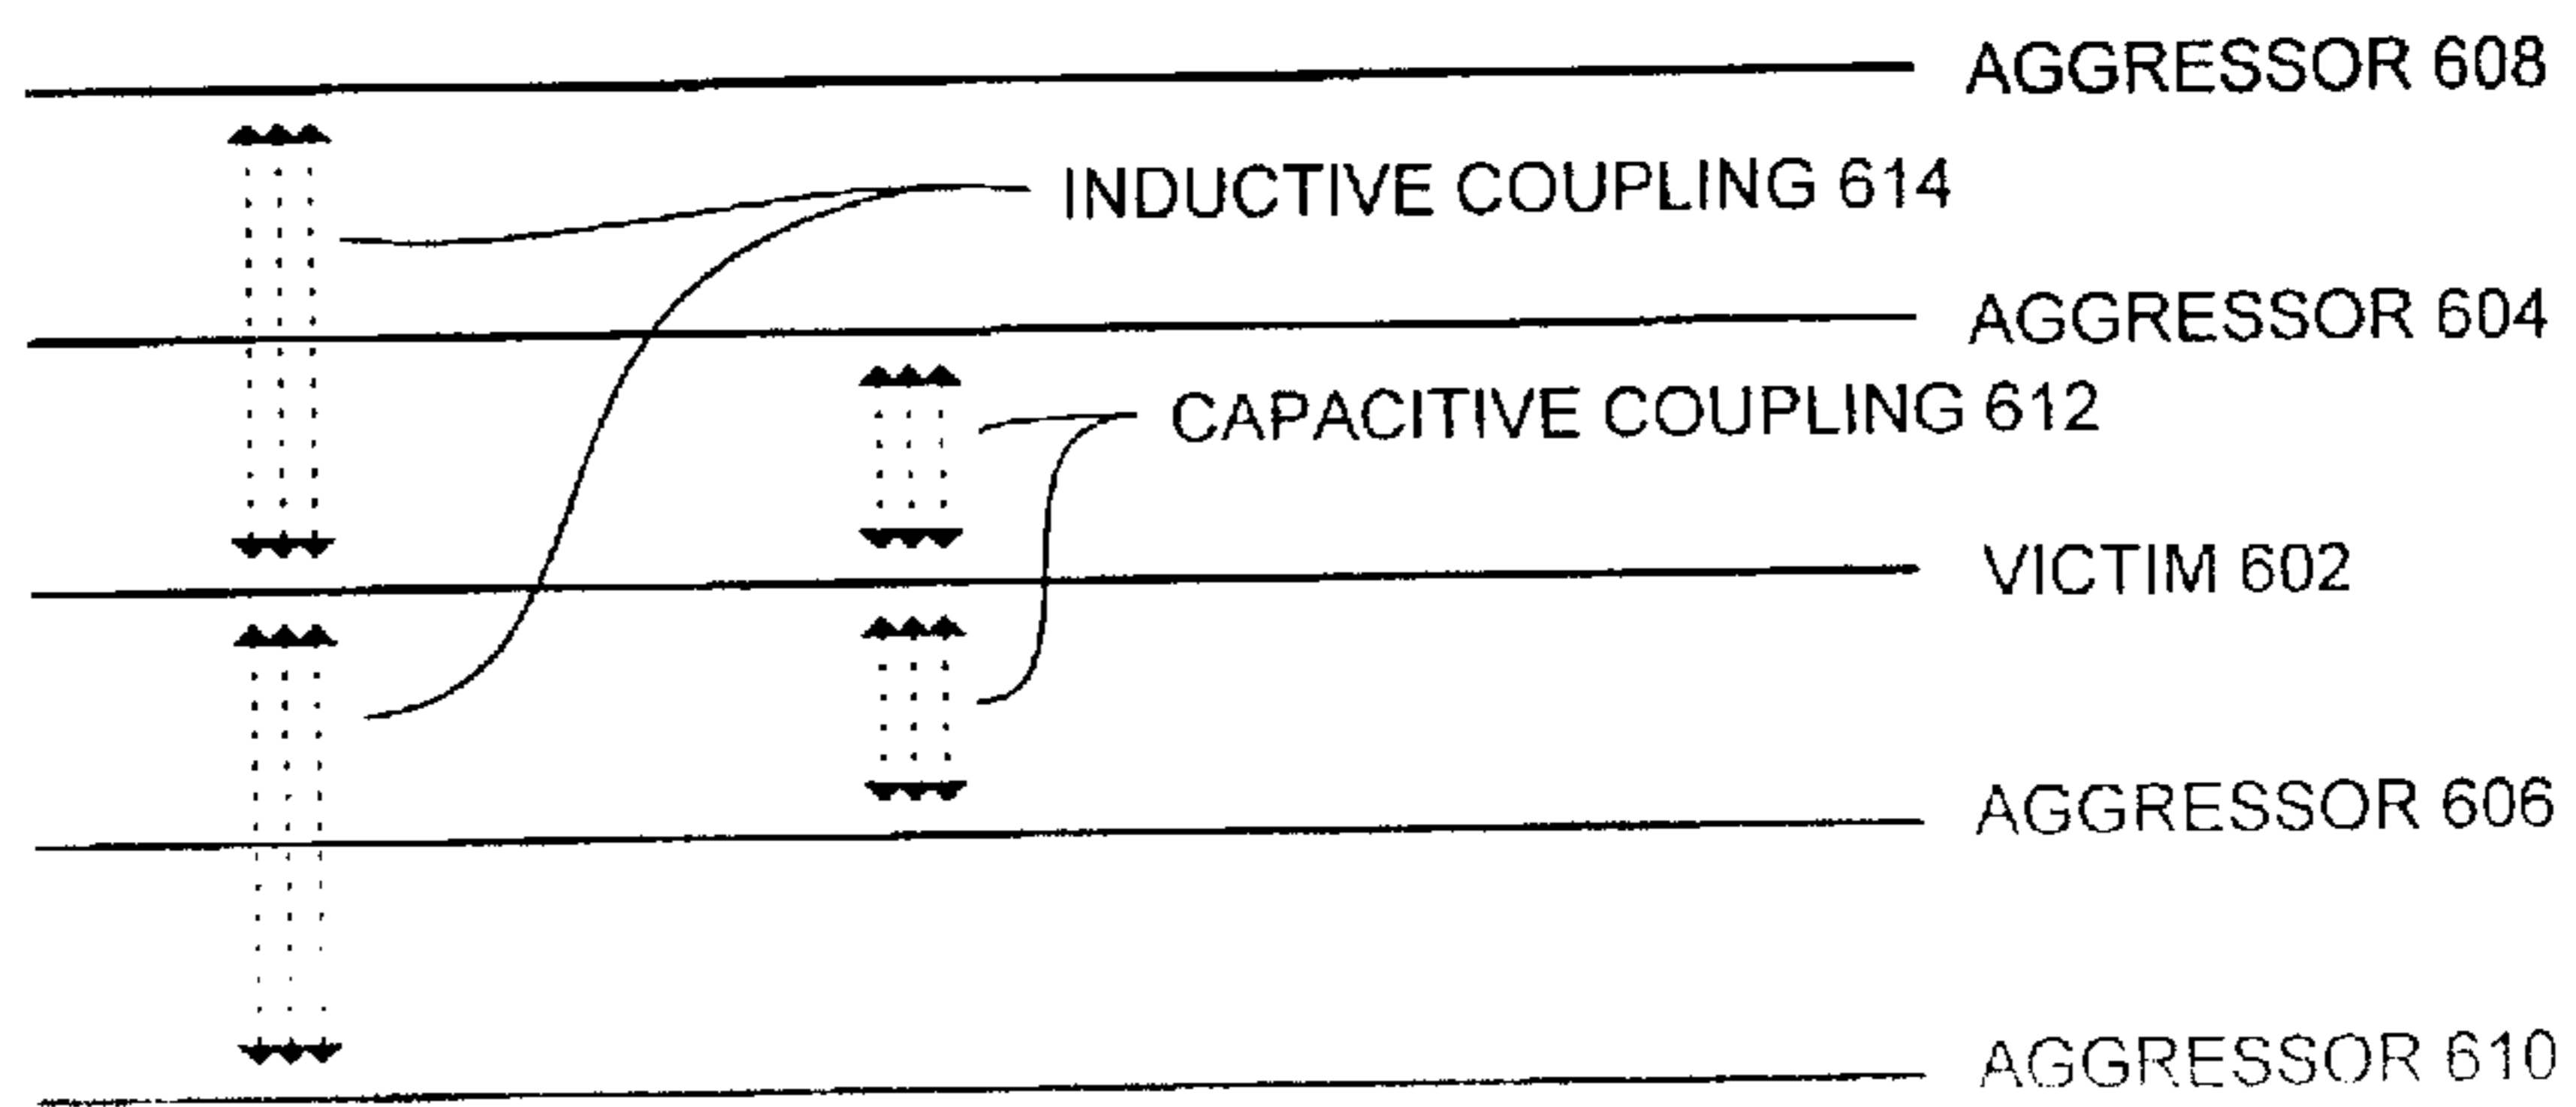 AGGRESSOR 608
INDUCTIVE COUPLING 614
AGGRESSOR 604
CAPACITIVE COUPLING 612
VICTIM 602
AGGRESSOR 606
AGGRESSOR 610